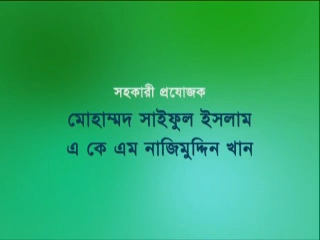 সহকারী প্রযোজক
মোহাম্মদ সাইফুল ইসলাম
এ কে এম নাজিমুদ্দিন খান